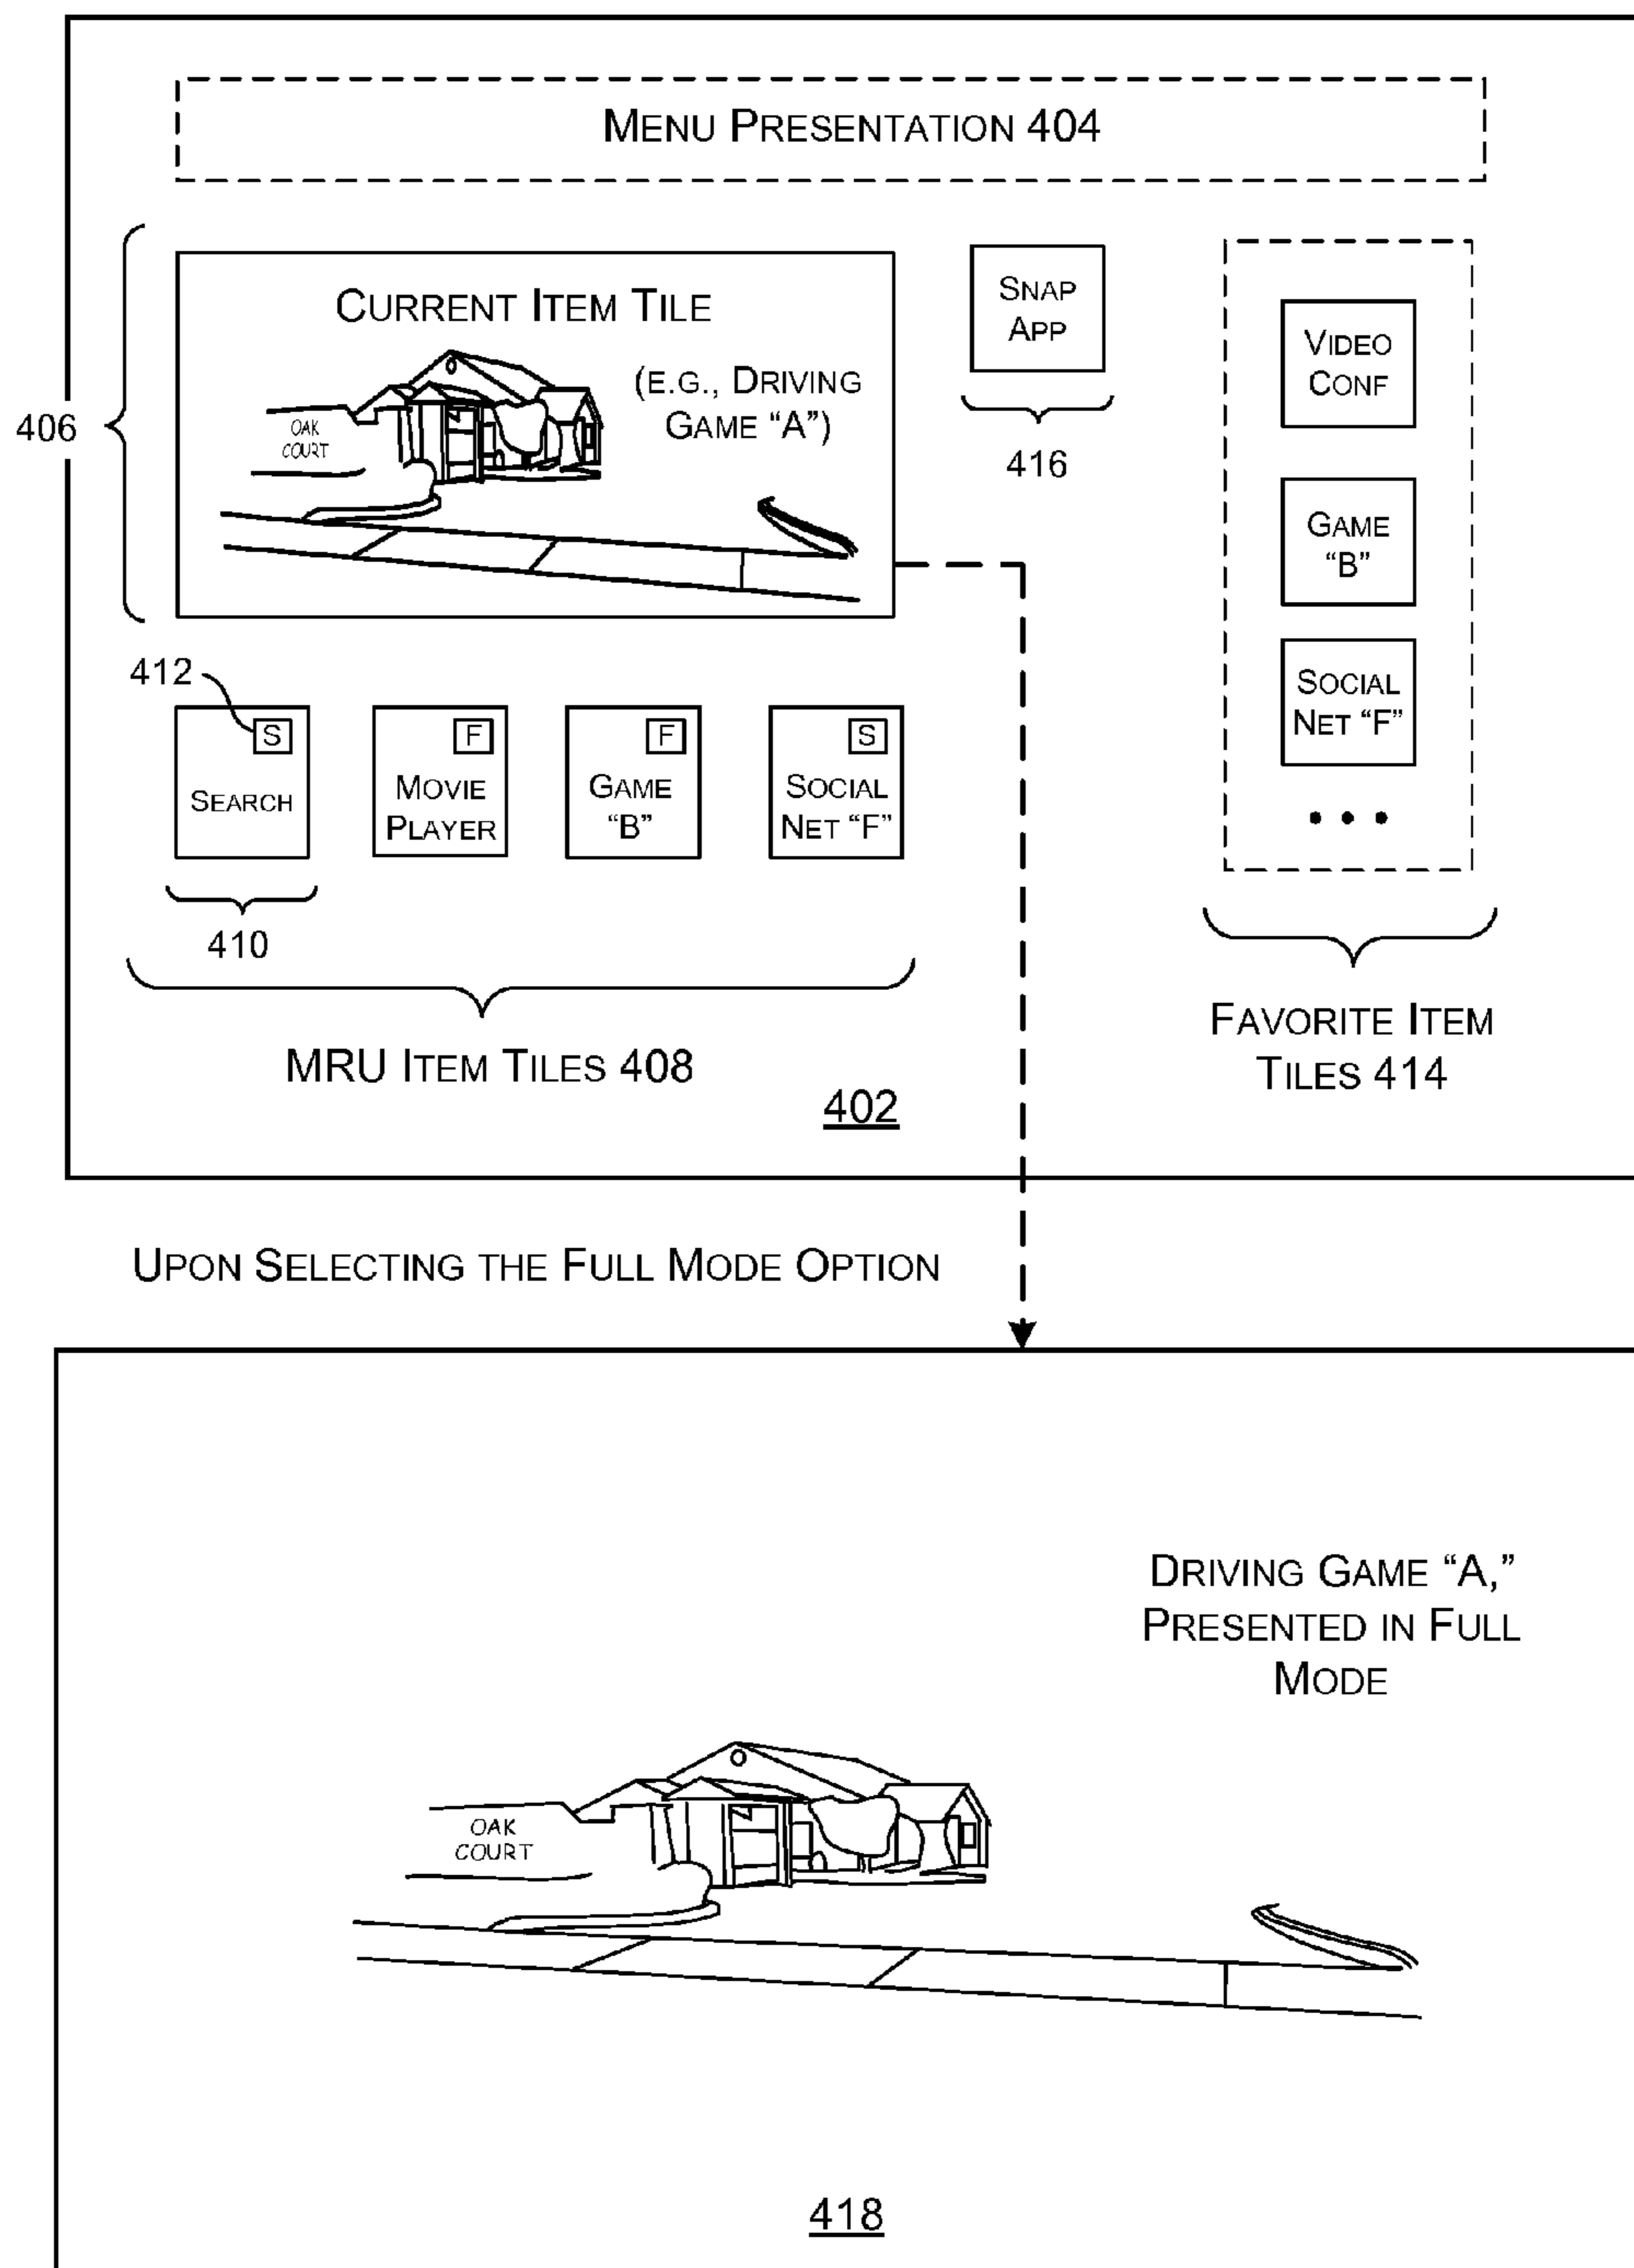 MENU PRESENTATION 404
406
CURRENT ITEM TILE
(E.G., DRIVING
GAME “A”)
OAK
COURT
SNAP
APP
416
VIDEO
CONF
GAME
“B”
SOCIAL
NET “F”
• • •
412
S
SEARCH
F
MOVIE
PLAYER
F
GAME
“B”
S
SOCIAL
NET “F”
410
MRU ITEM TILES 408
FAVORITE ITEM
TILES 414
402
UPON SELECTING THE FULL MODE OPTION
DRIVING GAME “A,”
PRESENTED IN FULL
MODE
OAK
COURT
418